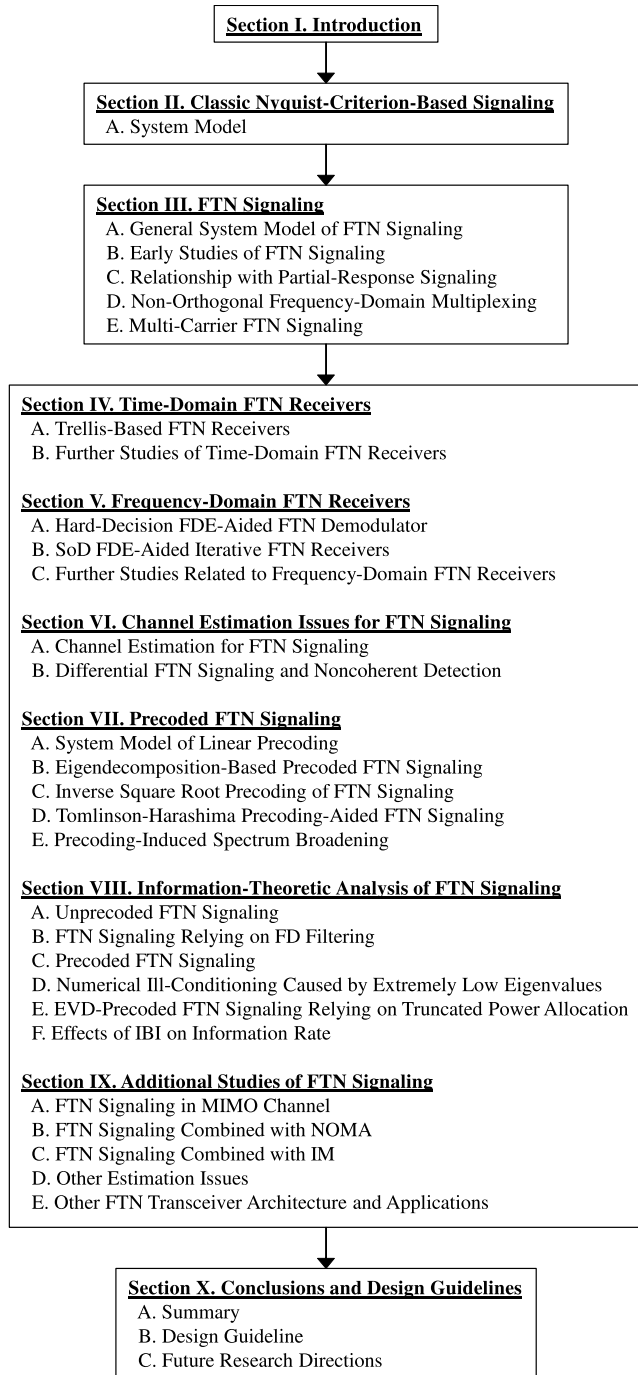 Section I. Introduction
Section II. Classic Nyquist-Criterion-Based Signaling
A. System Model
Section III. FTN Signaling
A. General System Model of FTN Signaling
B. Early Studies of FTN Signaling
C. Relationship with Partial-Response Signaling
D. Non-Orthogonal Frequency-Domain Multiplexing
E. Multi-Carrier FTN Signaling
Section IV. Time-Domain FTN Receivers
A. Trellis-Based FTN Receivers
B. Further Studies of Time-Domain FTN Receivers
Section V. Frequency-Domain FTN Receivers
A. Hard-Decision FDE-Aided FTN Demodulator
B. SoD FDE-Aided Iterative FTN Receivers
C. Further Studies Related to Frequency-Domain FTN Receivers
Section VI. Channel Estimation Issues for FTN Signaling
A. Channel Estimation for FTN Signaling
B. Differential FTN Signaling and Noncoherent Detection
Section VII. Precoded FTN Signaling
A. System Model of Linear Precoding
B. Eigendecomposition-Based Precoded FTN Signaling
C. Inverse Square Root Precoding of FTN Signaling
D. Tomlinson-Harashima Precoding-Aided FTN Signaling
E. Precoding-Induced Spectrum Broadening
Section VIII. Information-Theoretic Analysis of FTN Signaling
A. Unprecoded FTN Signaling
B. FTN Signaling Relying on FD Filtering
C. Precoded FTN Signaling
D. Numerical Ill-Conditioning Caused by Extremely Low Eigenvalues
E. EVD-Precoded FTN Signaling Relying on Truncated Power Allocation
F. Effects of IBI on Information Rate
Section IX. Additional Studies of FTN Signaling
A. FTN Signaling in MIMO Channel
B. FTN Signaling Combined with NOMA
C. FTN Signaling Combined with IM
D. Other Estimation Issues
E. Other FTN Transceiver Architecture and Applications
Section X. Conclusions and Design Guidelines
A. Summary
B. Design Guideline
C. Future Research Directions